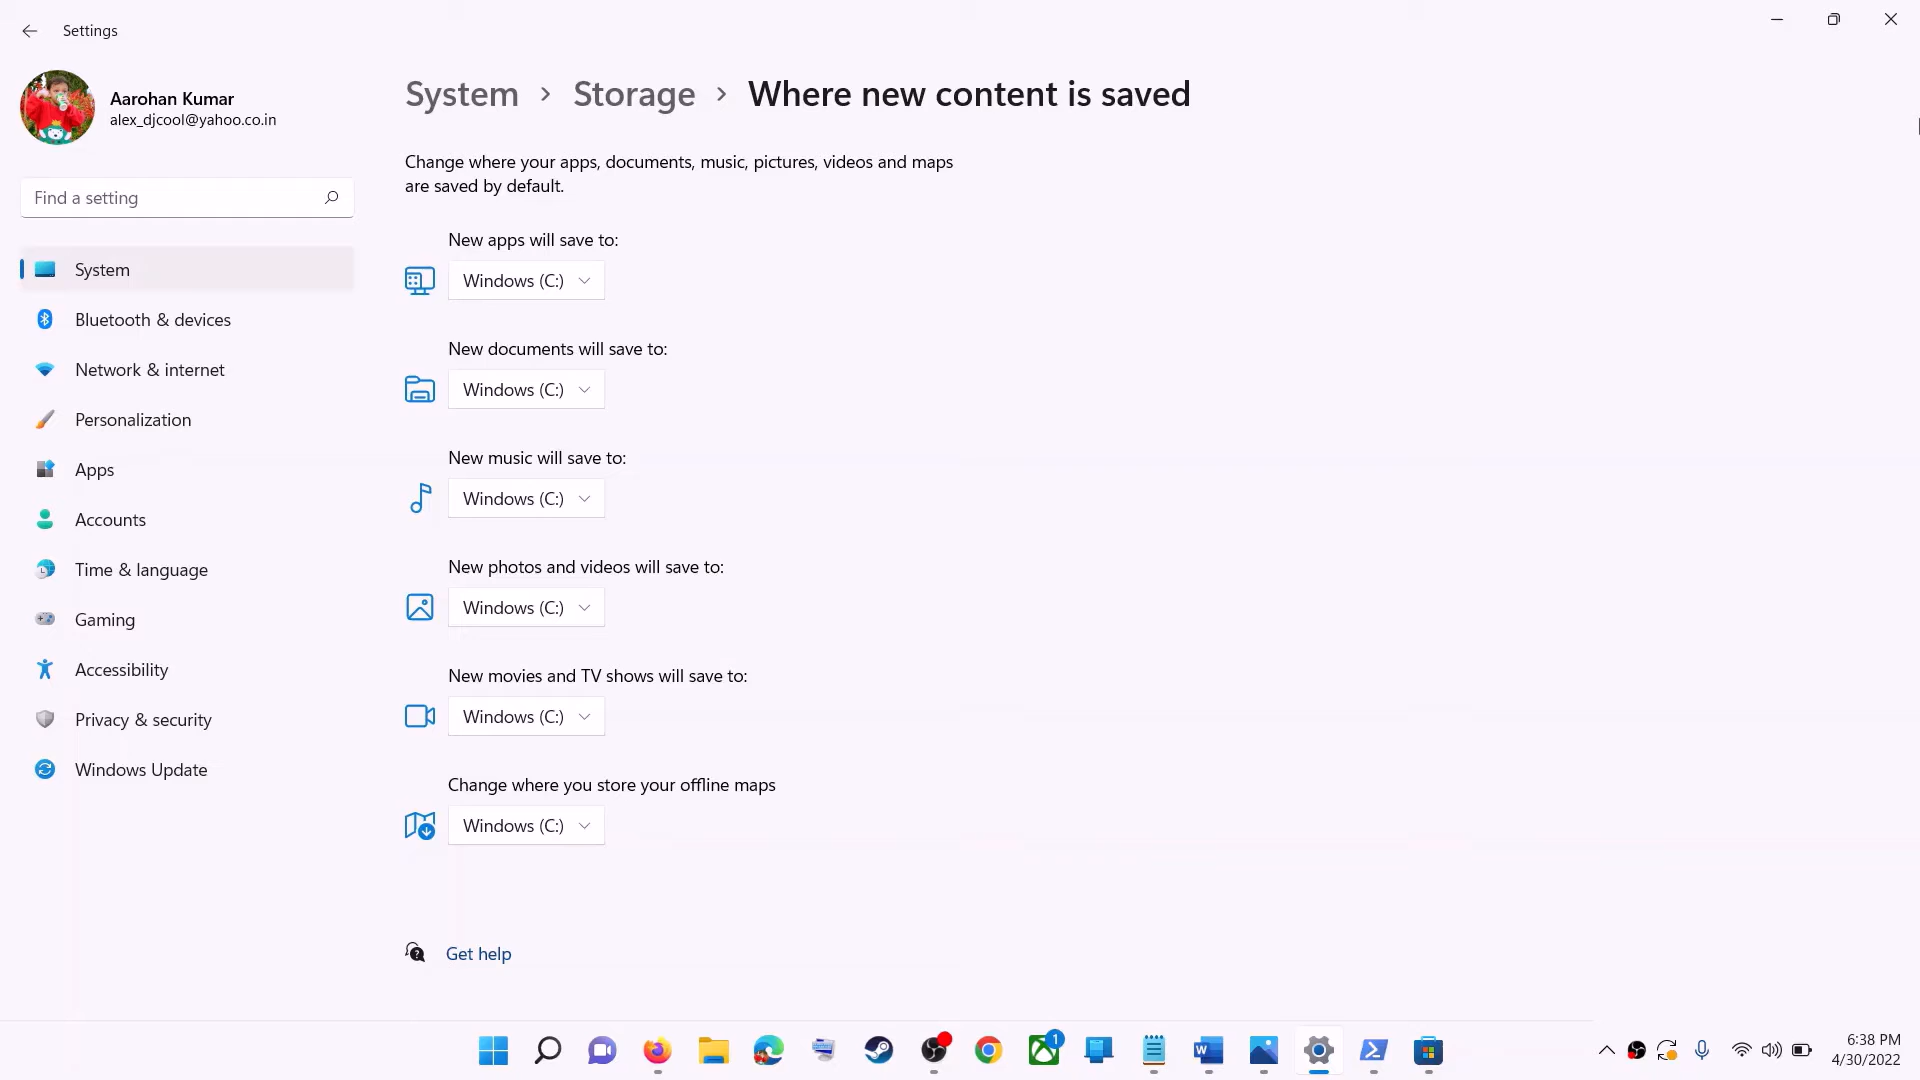 Settings
Aarohan Kumar
alex_djcool@yahoo.co.in
Find a setting
System
Bluetooth & devices
Network & internet
Personalization
Apps
Accounts
Time & language
Gaming
Accessibility
Privacy & security
Windows Update
System > Storage > Where new content is saved
Change where your apps, documents, music, pictures, videos and maps
are saved by default.
New apps will save to:
Windows (C:)
New documents will save to:
Windows (C:)
New music will save to:
Windows (C:)
New photos and videos will save to:
Windows (C:)
New movies and TV shows will save to:
Windows (C:)
Change where you store your offline maps
Windows (C:)
Get help
1
6:38 PM
4/30/2022